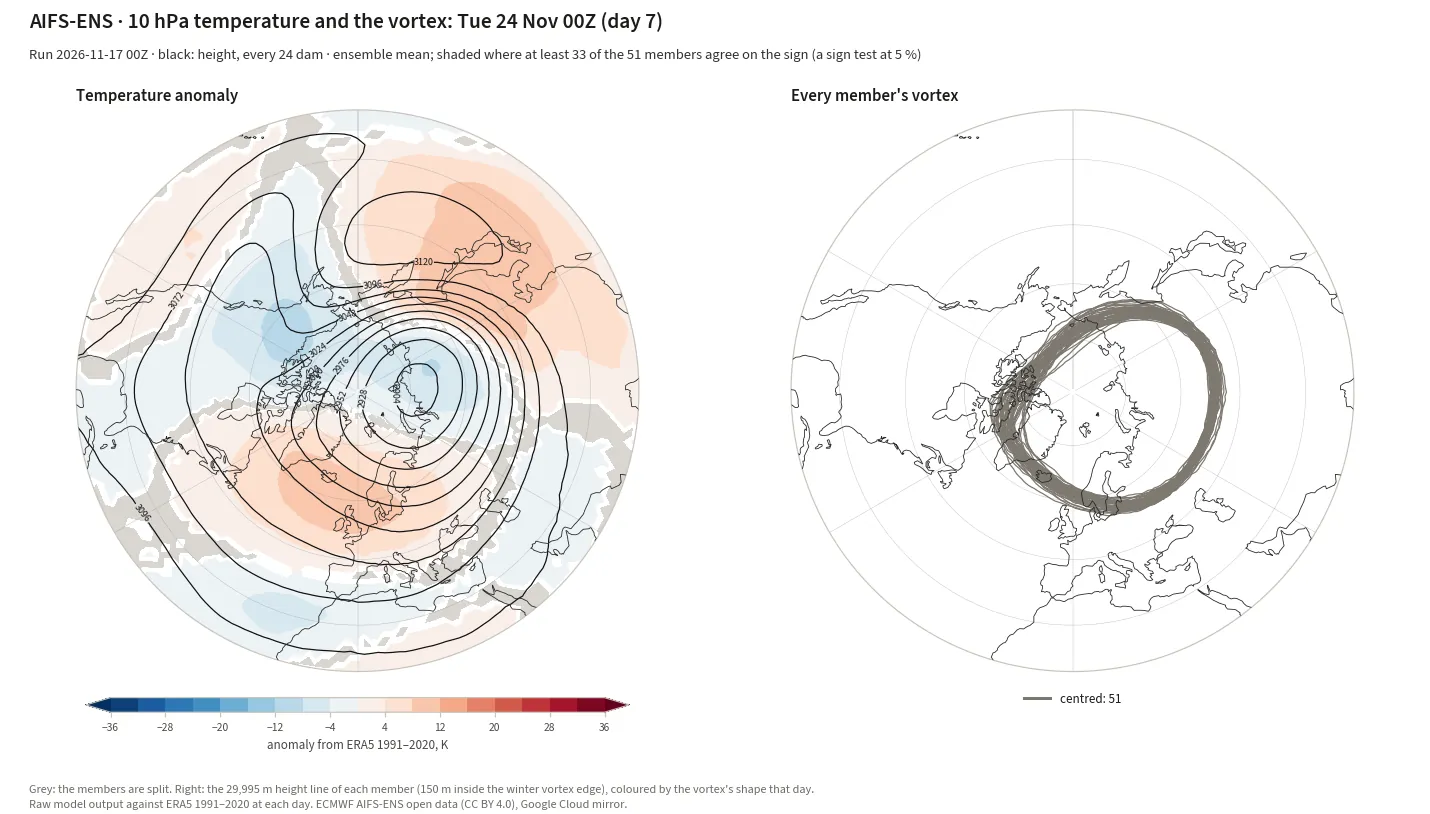 AIFS-ENS · 10 hPa temperature and the vortex: Tue 24 Nov 00Z (day 7)
Run 2026-11-17 00Z · black: height, every 24 dam · ensemble mean; shaded where at least 33 of the 51 members agree on the sign (a sign test at 5 %)
Temperature anomaly
Every member's vortex
3120
3096
3072
3048
3024
2976
2952
2928
2904
3096
centred: 51
−36 −28 −20 −12 −4 4 12 20 28 36
anomaly from ERA5 1991–2020, K
Grey: the members are split. Right: the 29,995 m height line of each member (150 m inside the winter vortex edge), coloured by the vortex's shape that day.
Raw model output against ERA5 1991–2020 at each day. ECMWF AIFS-ENS open data (CC BY 4.0), Google Cloud mirror.